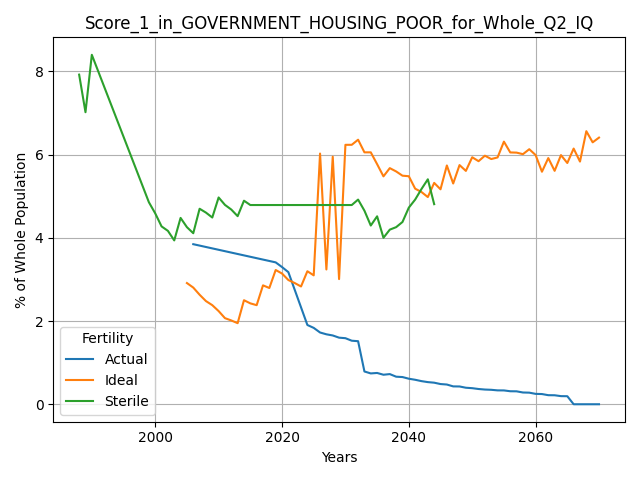 Score_1_in_GOVERNMENT_HOUSING_POOR_for_Whole_Q2_IQ
% of Whole Population
8
6
4
2
0
Fertility
Actual
Ideal
Sterile
2000
2020
2040
2060
Years